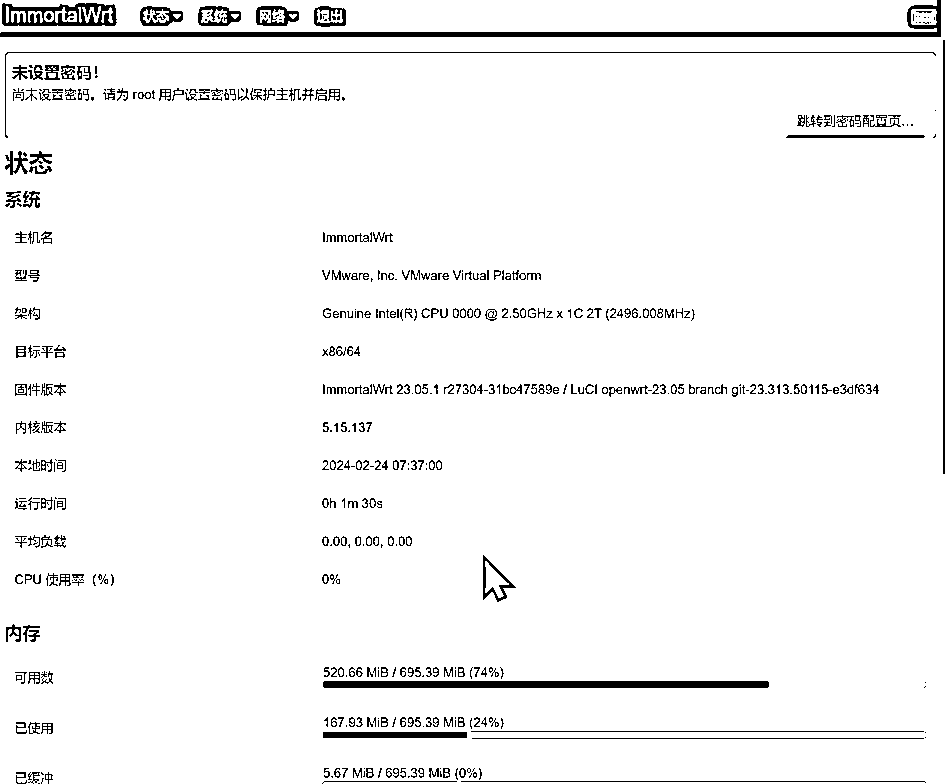 ImmortalWrt 状态 系统 网络 退出
未设置密码！
尚未设置密码。请为 root 用户设置密码以保护主机并启用。
跳转到密码配置页...
状态
系统
主机名 ImmortalWrt
型号 VMware, Inc. VMware Virtual Platform
架构 Genuine Intel(R) CPU 0000 @ 2.50GHz x 1C 2T (2496.008MHz)
目标平台 x86/64
固件版本 ImmortalWrt 23.05.1 r27304-31bc47589e / LuCI openwrt-23.05 branch git-23.313.50115-e3df634
内核版本 5.15.137
本地时间 2024-02-24 07:37:00
运行时间 0h 1m 30s
平均负载 0.00, 0.00, 0.00
CPU 使用率（%） 0%
内存
可用数 520.66 MiB / 695.39 MiB (74%)
已使用 167.93 MiB / 695.39 MiB (24%)
已缓冲 5.67 MiB / 695.39 MiB (0%)